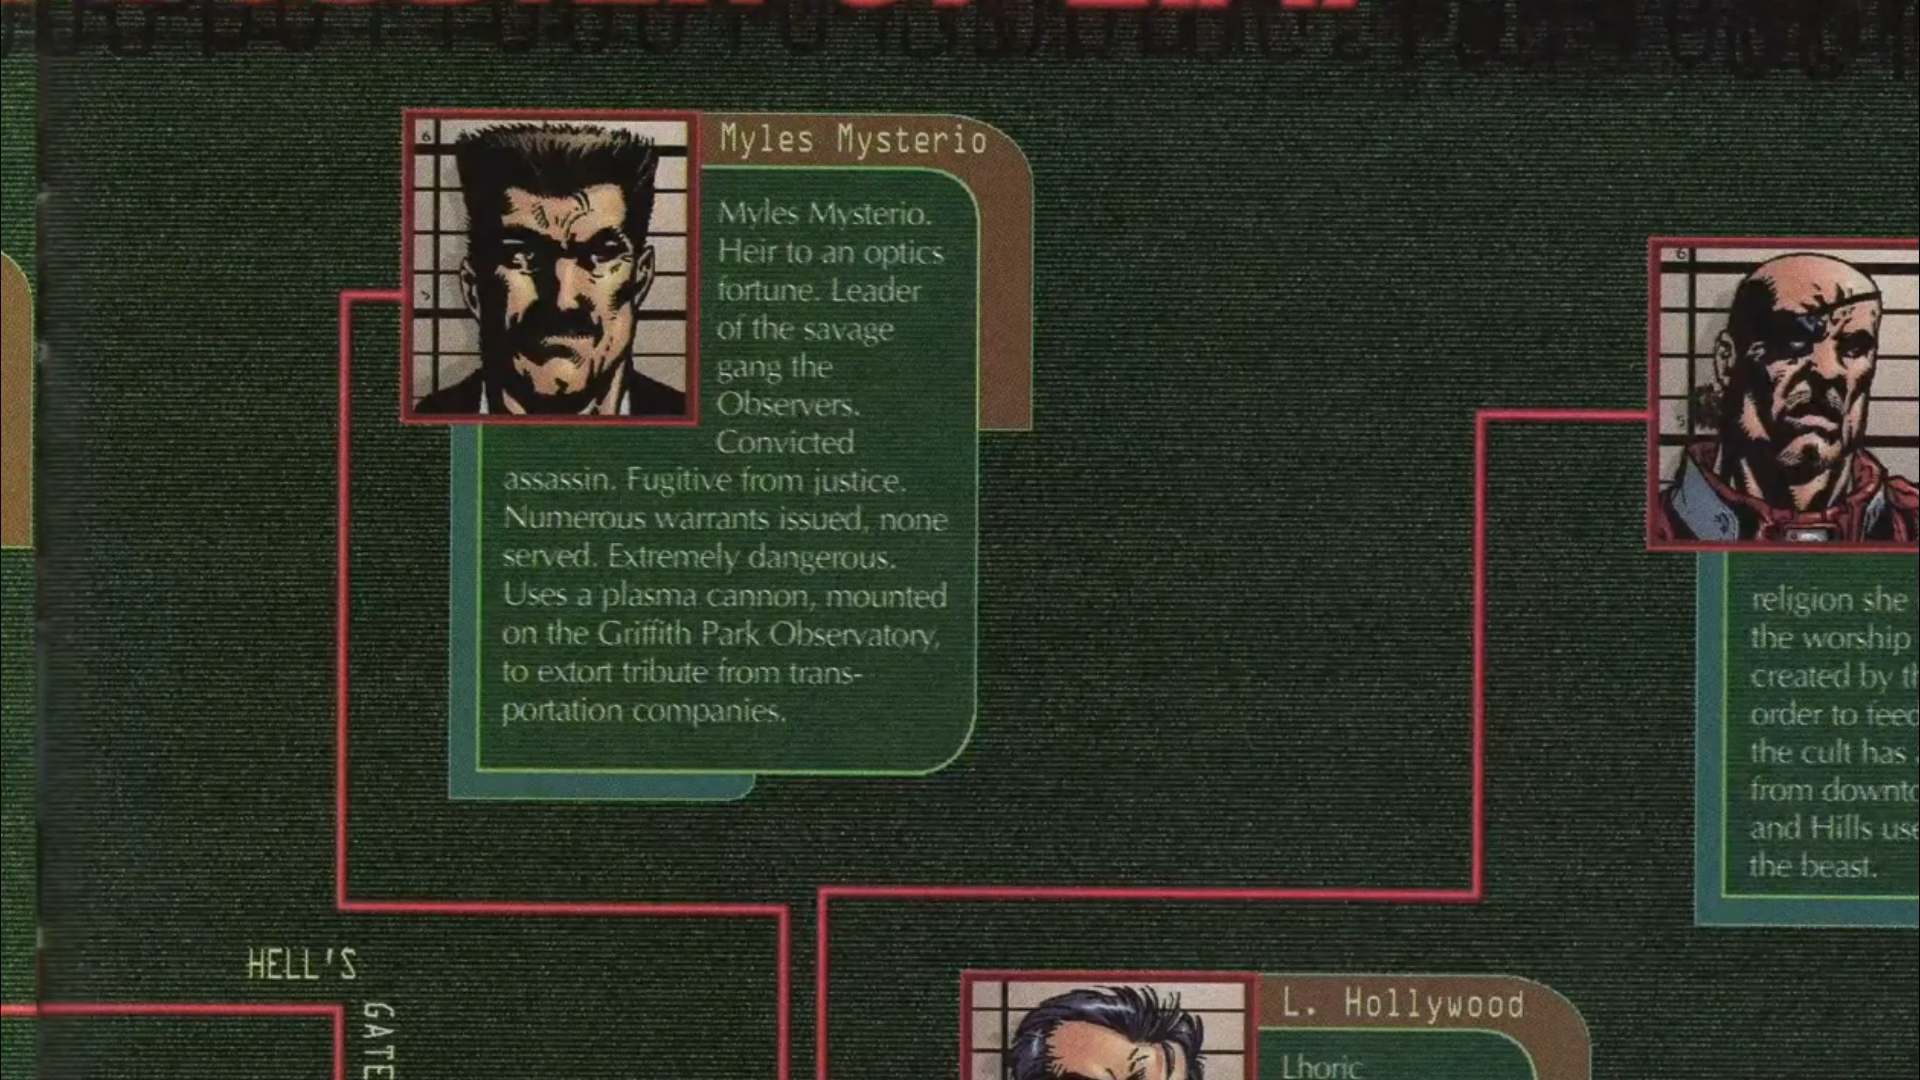 Myles Mysterio
Myles Mysterio.
Heir to an optics
fortune. Leader
of the savage
gang the
Observers.
Convicted
assassin. Fugitive from justice.
Numerous warrants issued, none
served. Extremely dangerous.
Uses a plasma cannon, mounted
on the Griffith Park Observatory,
to extort tribute from trans-
portation companies.
religion she
the worship
created by th
order to feed
the cult has
from downto
and Hills use
the beast.
HELL'S
GATE
L. Hollywood
Lhoric